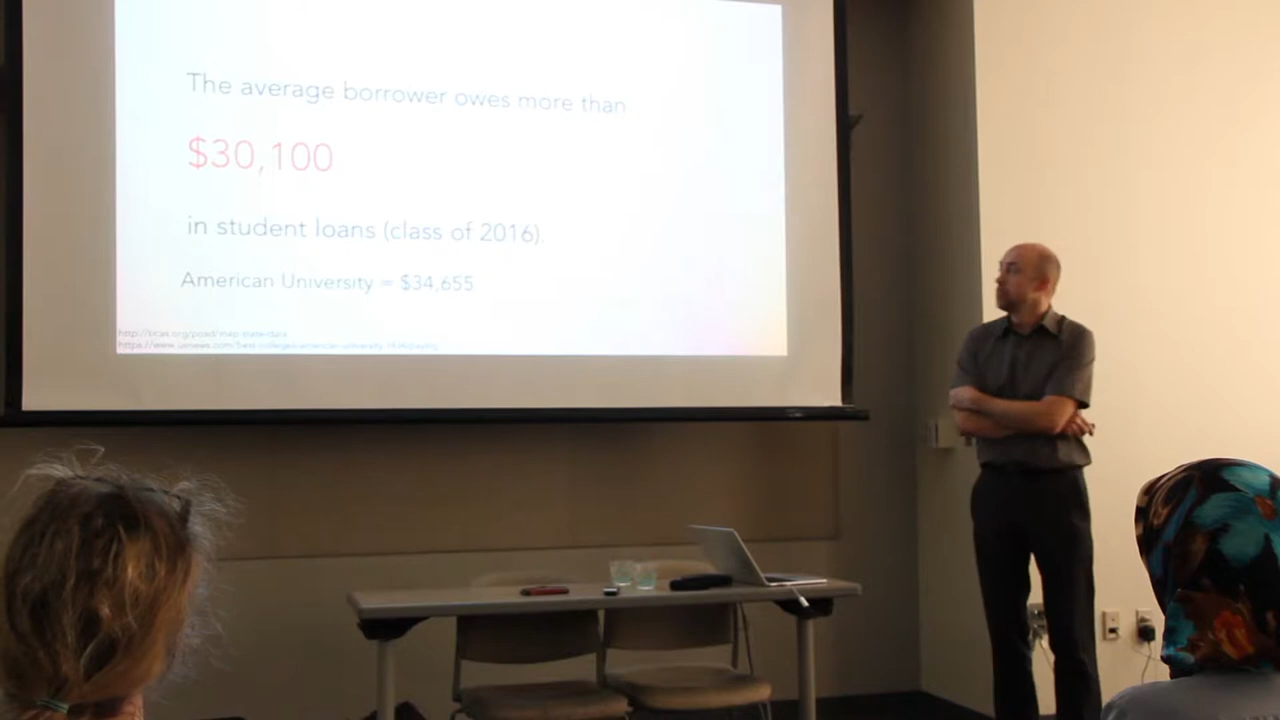 The average borrower owes more than
$30,100
in student loans (class of 2016).
American University = $34,655